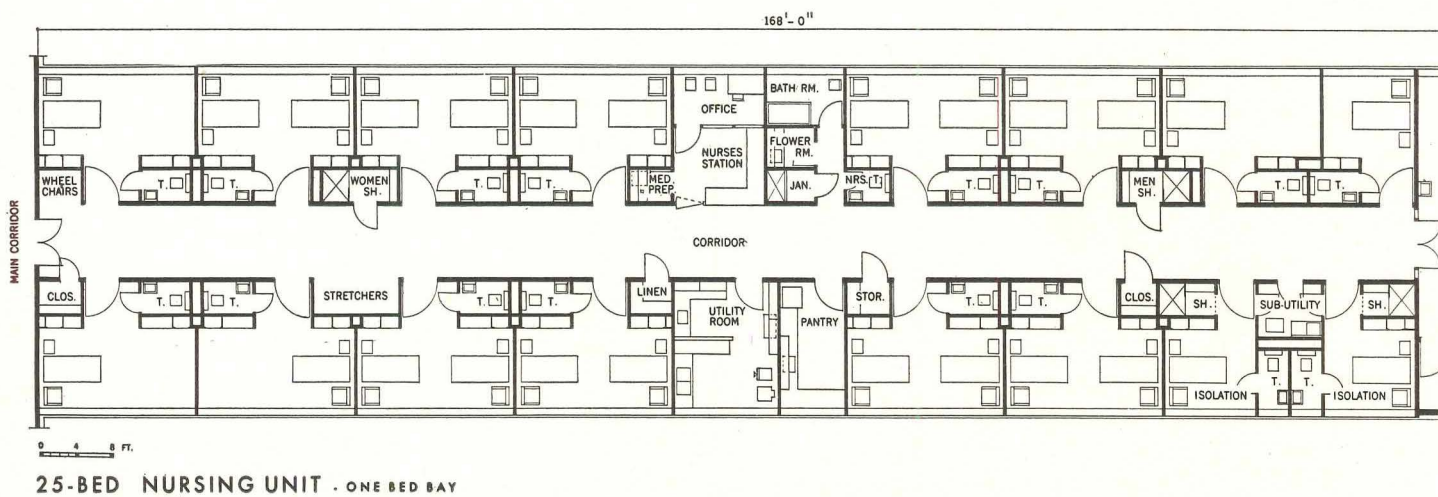 168'-0"
BATH RM.
OFFICE
FLOWER
RM.
NURSES
STATION
WHEEL
CHAIRS
T.
T.
WOMEN
SH.
T.
T.
MED.
PREP
JAN.
NRS. T.
T.
T.
MEN
SH.
T.
T.
MAIN CORRIDOR
CORRIDOR
CLOS.
T.
T.
STRETCHERS
T.
T.
LINEN
UTILITY
ROOM
PANTRY
STOR.
T.
T.
CLOS.
SH.
SUB-UTILITY
SH.
T.
T.
ISOLATION
ISOLATION
0 4 8 FT.
25-BED NURSING UNIT - ONE BED BAY